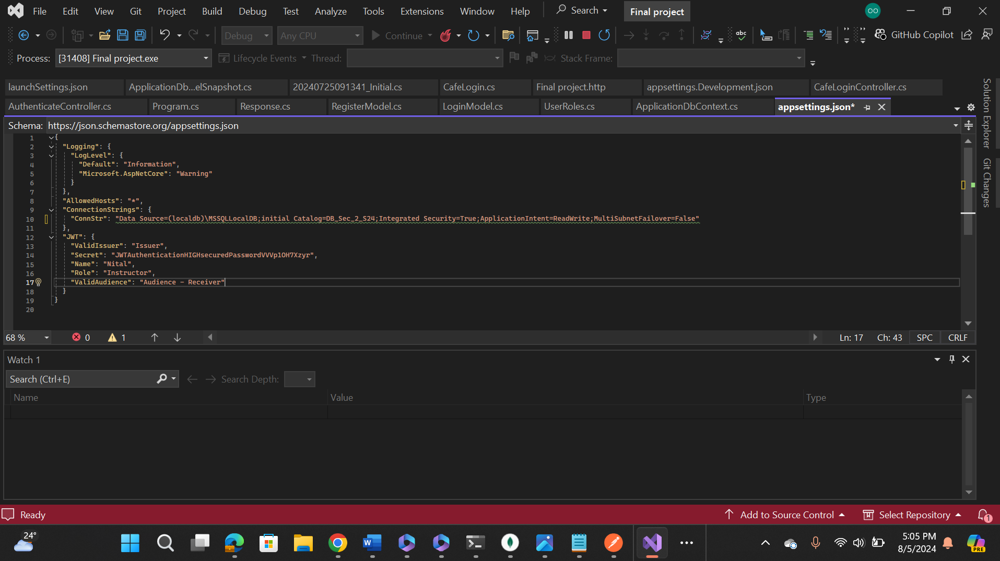 File Edit View Git Project Build Debug Test Analyze Tools Extensions Window Help Search Final project OO
Debug Any CPU Continue abc GitHub Copilot
Process: [31408] Final project.exe Lifecycle Events Thread: Stack Frame:
launchSettings.json ApplicationDb...elSnapshot.cs 20240725091341_Initial.cs CafeLogin.cs Final project.http appsettings.Development.json CafeLoginController.cs
AuthenticateController.cs Program.cs Response.cs RegisterModel.cs LoginModel.cs UserRoles.cs ApplicationDbContext.cs appsettings.json*
Solution Explorer
Git Changes
Schema: https://json.schemastore.org/appsettings.json
1 {
2 "Logging": {
3 "LogLevel": {
4 "Default": "Information",
5 "Microsoft.AspNetCore": "Warning"
6 }
7 },
8 "AllowedHosts": "*",
9 "ConnectionStrings": {
10 "ConnStr": "Data Source=(localdb)\MSSQLLocalDB;initial Catalog=DB_Sec_2_S24;Integrated Security=True;ApplicationIntent=ReadWrite;MultiSubnetFailover=False"
11 },
12 "JWT": {
13 "ValidIssuer": "Issuer",
14 "Secret": "JWTAuthenticationHIGHsecuredPasswordVVVp1OH7Xzyr",
15 "Name": "Nital",
16 "Role": "Instructor",
17 "ValidAudience": "Audience - Receiver"
18 }
19 }
20
68 % 0 1 Ln: 17 Ch: 43 SPC CRLF
Watch 1
Search (Ctrl+E) Search Depth:
Name Value Type
Ready Add to Source Control Select Repository 1
24° 5:05 PM
8/5/2024 PRE